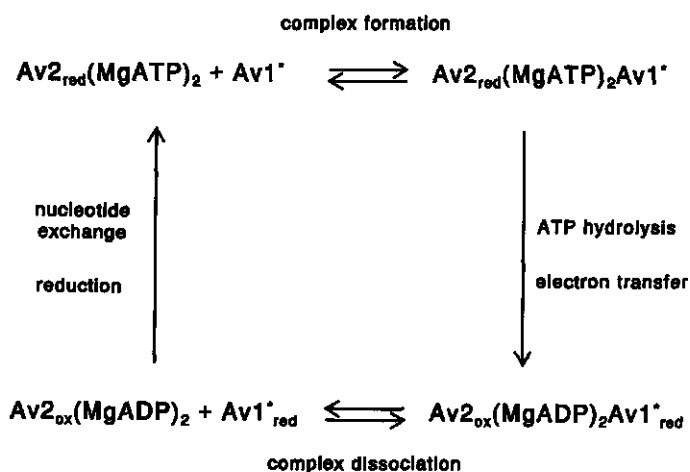 complex formation
Av2red(MgATP)2 + Av1* ⇌ Av2red(MgATP)2Av1*
nucleotide
exchange
reduction
ATP hydrolysis
electron transfer
Av2ox(MgADP)2 + Av1*red ⇌ Av2ox(MgADP)2Av1*red
complex dissociation